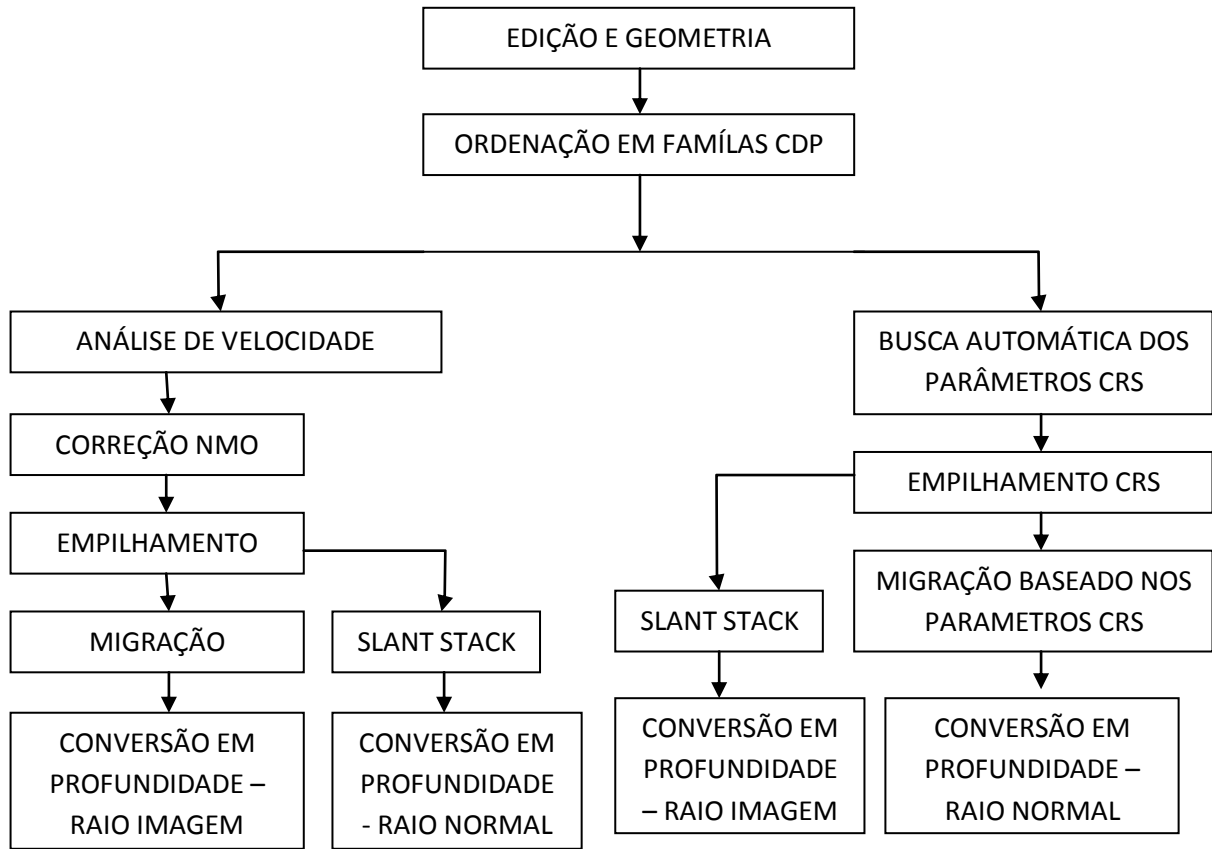 EDIÇÃO E GEOMETRIA
ORDENAÇÃO EM FAMÍLAS CDP
ANÁLISE DE VELOCIDADE
CORREÇÃO NMO
EMPILHAMENTO
MIGRAÇÃO
CONVERSÃO EM
PROFUNDIDADE –
RAIO IMAGEM
SLANT STACK
CONVERSÃO EM
PROFUNDIDADE
- RAIO NORMAL
BUSCA AUTOMÁTICA DOS
PARÂMETROS CRS
EMPILHAMENTO CRS
SLANT STACK
CONVERSÃO EM
PROFUNDIDADE
– RAIO IMAGEM
MIGRAÇÃO BASEADO NOS
PARAMETROS CRS
CONVERSÃO EM
PROFUNDIDADE –
RAIO NORMAL